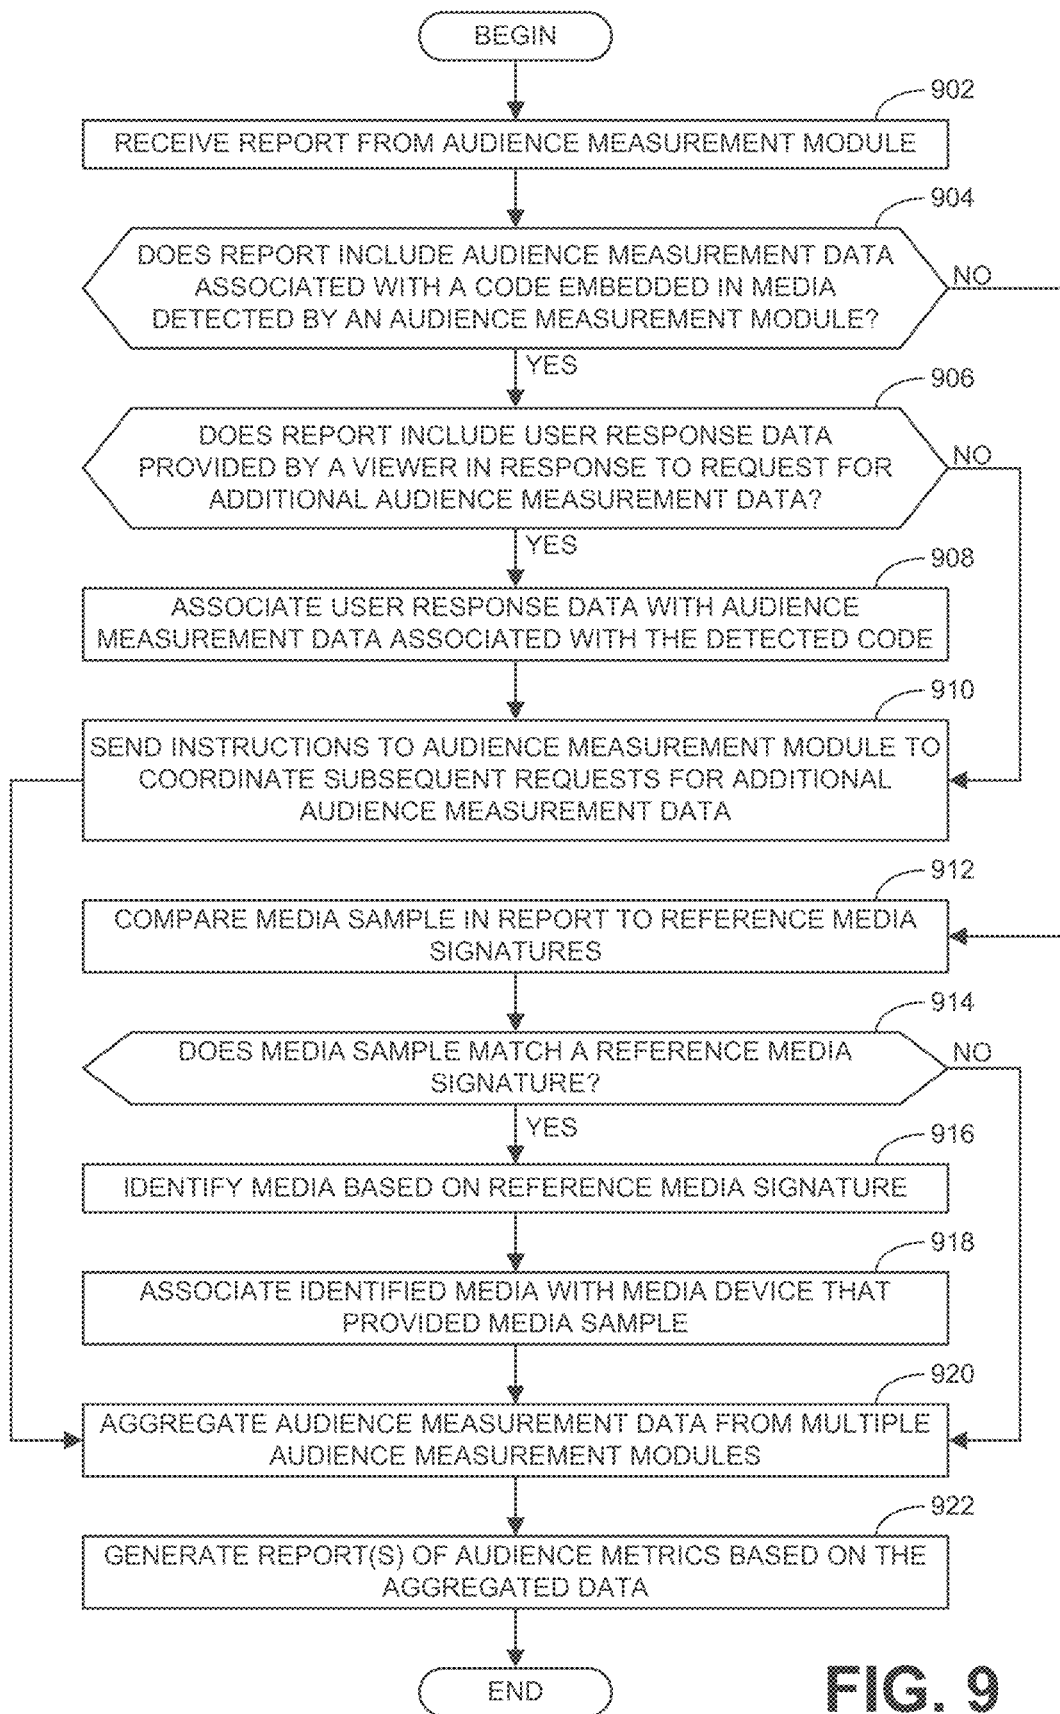 BEGIN
902
RECEIVE REPORT FROM AUDIENCE MEASUREMENT MODULE
904
DOES REPORT INCLUDE AUDIENCE MEASUREMENT DATA
ASSOCIATED WITH A CODE EMBEDDED IN MEDIA
DETECTED BY AN AUDIENCE MEASUREMENT MODULE?
NO
YES
906
DOES REPORT INCLUDE USER RESPONSE DATA
PROVIDED BY A VIEWER IN RESPONSE TO REQUEST FOR
ADDITIONAL AUDIENCE MEASUREMENT DATA?
NO
YES
908
ASSOCIATE USER RESPONSE DATA WITH AUDIENCE
MEASUREMENT DATA ASSOCIATED WITH THE DETECTED CODE
910
SEND INSTRUCTIONS TO AUDIENCE MEASUREMENT MODULE TO
COORDINATE SUBSEQUENT REQUESTS FOR ADDITIONAL
AUDIENCE MEASUREMENT DATA
912
COMPARE MEDIA SAMPLE IN REPORT TO REFERENCE MEDIA
SIGNATURES
914
DOES MEDIA SAMPLE MATCH A REFERENCE MEDIA
SIGNATURE?
NO
YES
916
IDENTIFY MEDIA BASED ON REFERENCE MEDIA SIGNATURE
918
ASSOCIATE IDENTIFIED MEDIA WITH MEDIA DEVICE THAT
PROVIDED MEDIA SAMPLE
920
AGGREGATE AUDIENCE MEASUREMENT DATA FROM MULTIPLE
AUDIENCE MEASUREMENT MODULES
922
GENERATE REPORT(S) OF AUDIENCE METRICS BASED ON THE
AGGREGATED DATA
END
FIG. 9